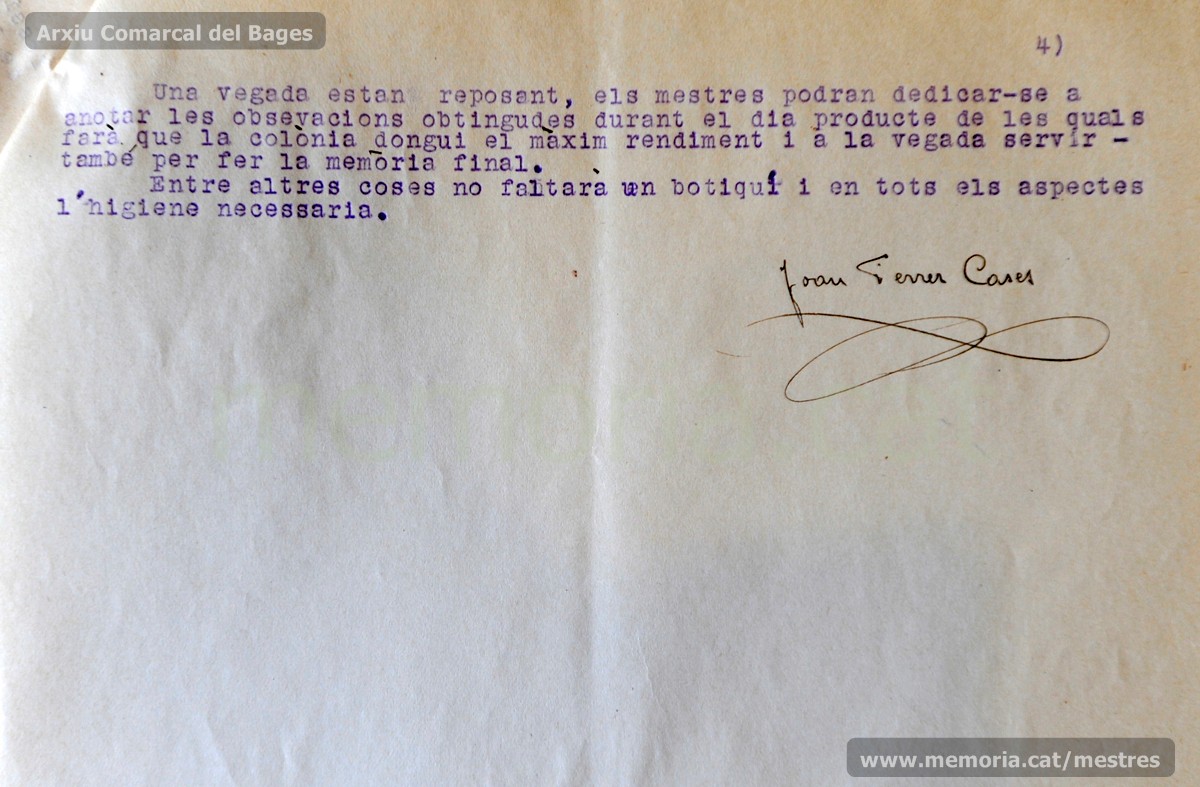 Arxiu Comarcal del Bages
4)
Una vegada estan reposant, els mestres podran dedicar-se a
anotar les obsevacions obtingudes durant el dia producte de les quals
farà que la colònia dongui el màxim rendiment i a la vegada servir -
també per fer la memòria final.
Entre altres coses no faltarà un botiquí i en tots els aspectes
l'higiene necessaria.
Joan Ferrer Cases
memoria.cat
www.memoria.cat/mestres